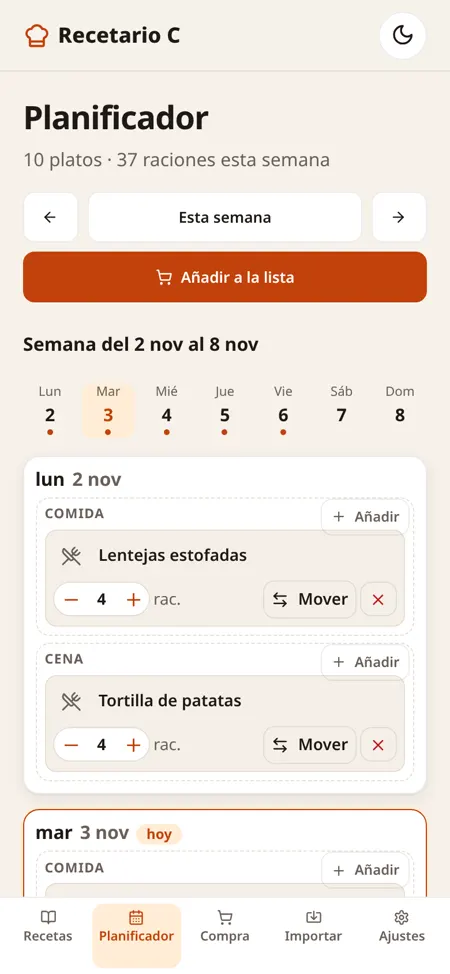 Recetario C
Planificador
10 platos · 37 raciones esta semana
Esta semana
Añadir a la lista
Semana del 2 nov al 8 nov
Lun Mar Mié Jue Vie Sáb Dom
2 3 4 5 6 7 8
lun 2 nov
COMIDA
Añadir
Lentejas estofadas
4 rac. Mover
CENA
Añadir
Tortilla de patatas
4 rac. Mover
mar 3 nov hoy
COMIDA
Añadir
Recetas Planificador Compra Importar Ajustes